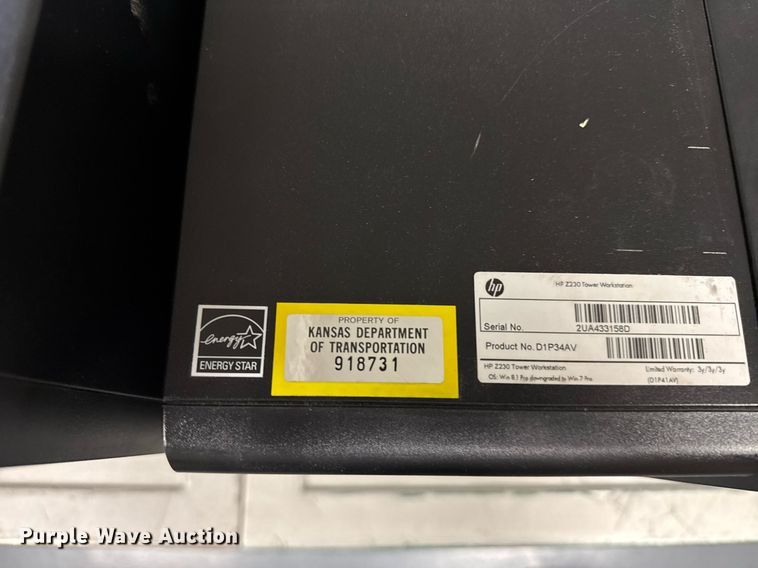 hp
HP Z230 Tower Workstation
Serial No. 2UA433158D
Product No. D1P34AV
HP Z230 Tower Workstation
Limited Warranty: 3y/3y/3y
OS: Win 8.1 Pro downgraded to Win 7 Pro
(D1P41AV)
energy
ENERGY STAR
PROPERTY OF
KANSAS DEPARTMENT
OF TRANSPORTATION
918731
Purple Wave Auction